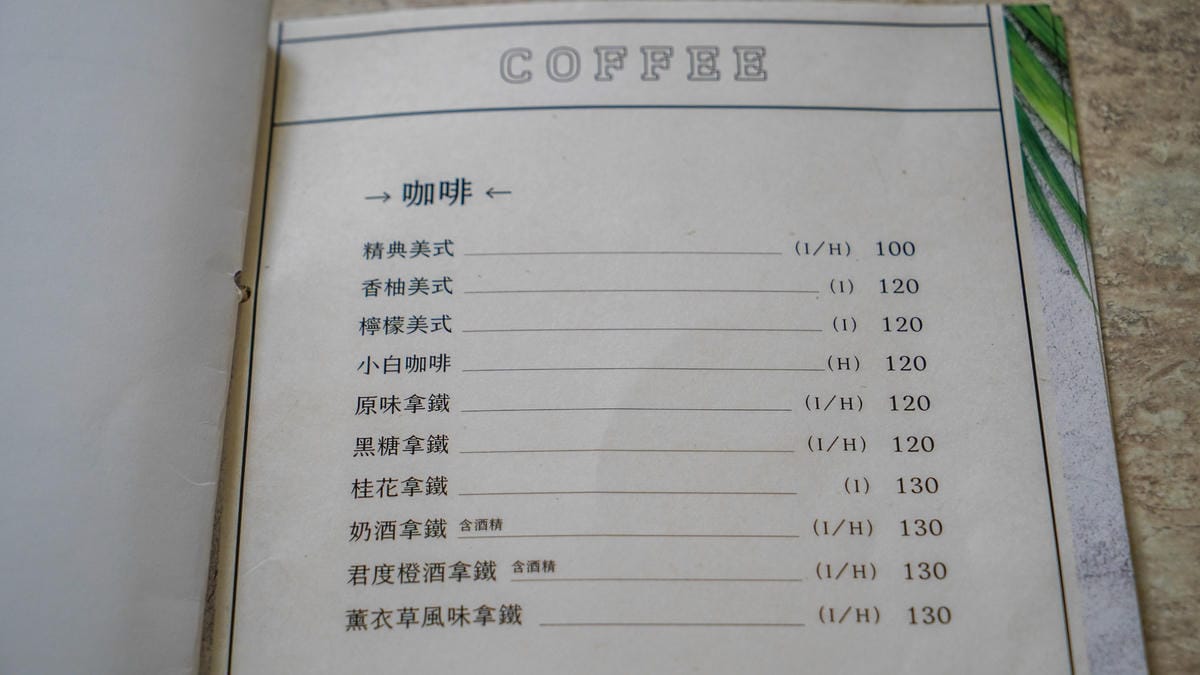 COFFEE
→ 咖啡 ←
精典美式 (I/H) 100
香柚美式 (I) 120
檸檬美式 (I) 120
小白咖啡 (H) 120
原味拿鐵 (I/H) 120
黑糖拿鐵 (I/H) 120
桂花拿鐵 (I) 130
奶酒拿鐵 含酒精 (I/H) 130
君度橙酒拿鐵 含酒精 (I/H) 130
薰衣草風味拿鐵 (I/H) 130